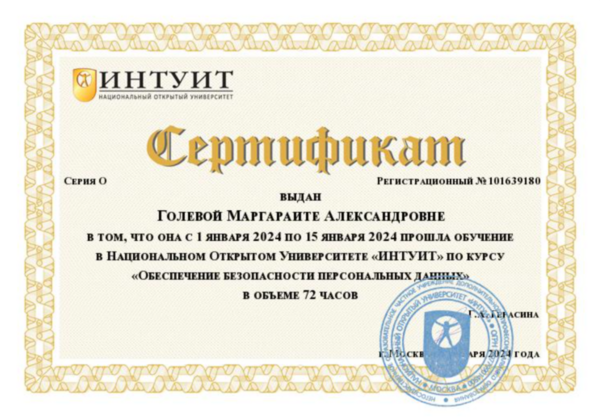 ИНТУИТ
НАЦИОНАЛЬНЫЙ ОТКРЫТЫЙ УНИВЕРСИТЕТ
Сертификат
Серия О
Регистрационный №101639180
выдан
Голевой Маргараите Александровне
в том, что она с 1 января 2024 по 15 января 2024 прошла обучение
в Национальном Открытом Университете «ИНТУИТ» по курсу
«Обеспечение безопасности персональных данных»
в объеме 72 часов
2024 года
МОСКВА